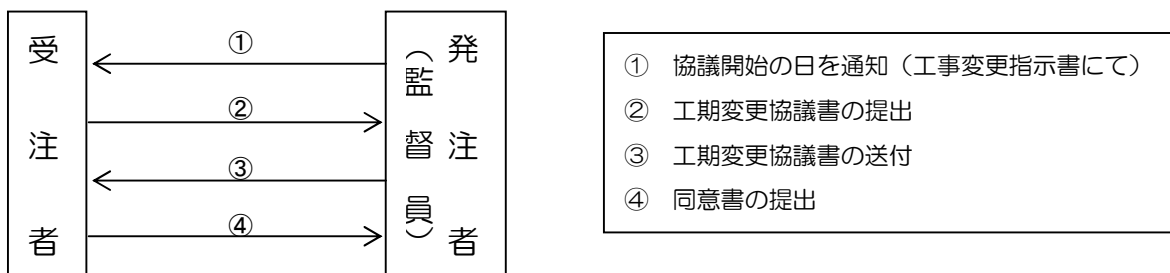 受注者
①
②
③
④
発注者
（監督員）
① 協議開始の日を通知（工事変更指示書にて）
② 工期変更協議書の提出
③ 工期変更協議書の送付
④ 同意書の提出